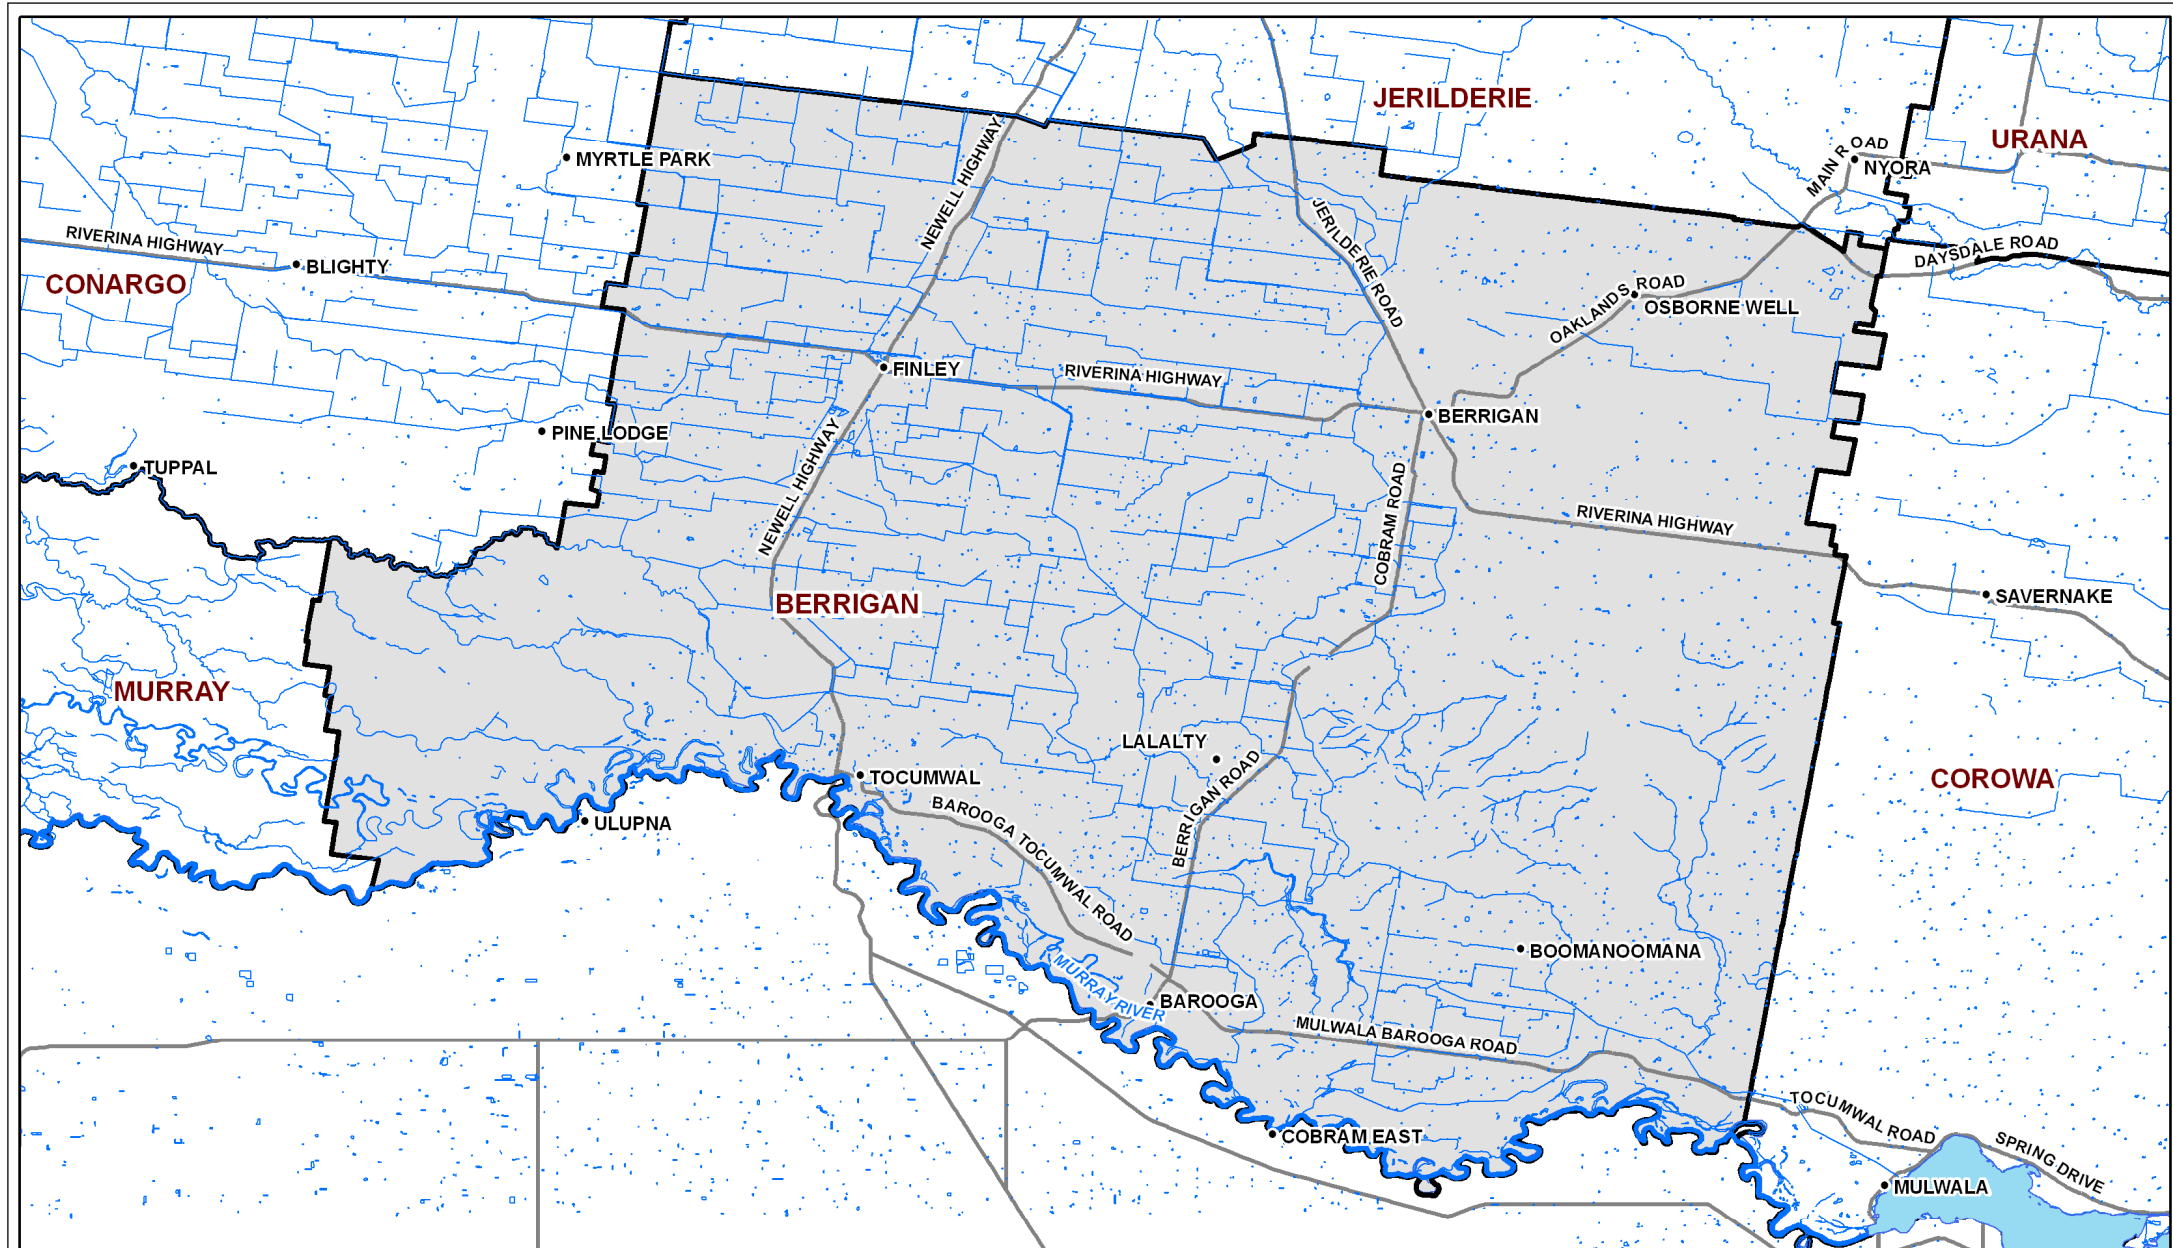 JERILDERIE
URANA
MAIN ROAD
NYORA
MYRTLE PARK
NEWELL HIGHWAY
RIVERINA HIGHWAY
BLIGHTY
CONARGO
JERILDERIE ROAD
DAYSDALE ROAD
OAKLANDS ROAD
OSBORNE WELL
FINLEY
RIVERINA HIGHWAY
BERRIGAN
PINE LODGE
TUPPAL
NEWELL HIGHWAY
COBRAM ROAD
RIVERINA HIGHWAY
SAVERNAKE
BERRIGAN
MURRAY
LALALTY
TOCUMWAL
COROWA
ULUPNA
BAROOGA TOCUMWAL ROAD
BERRIGAN ROAD
BOOMANOOMANA
MURRAY RIVER
BAROOGA
MULWALA BAROOGA ROAD
TOCUMWAL ROAD
COBRAM EAST
SPRING DRIVE
MULWALA